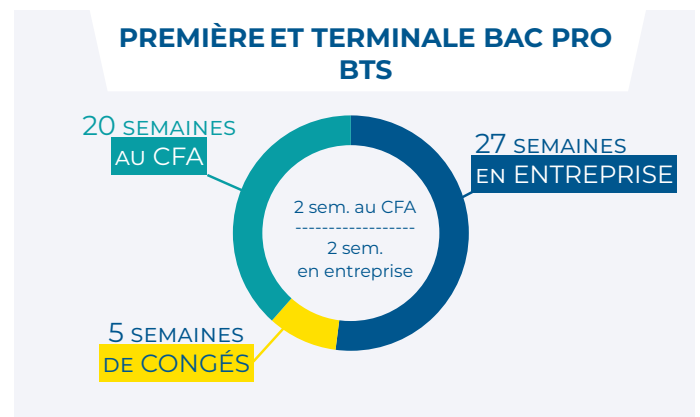 PREMIÈRE ET TERMINALE BAC PRO
BTS
20 SEMAINES
AU CFA
27 SEMAINES
EN ENTREPRISE
2 sem. au CFA
-------------------
2 sem.
en entreprise
5 SEMAINES
DE CONGÉS